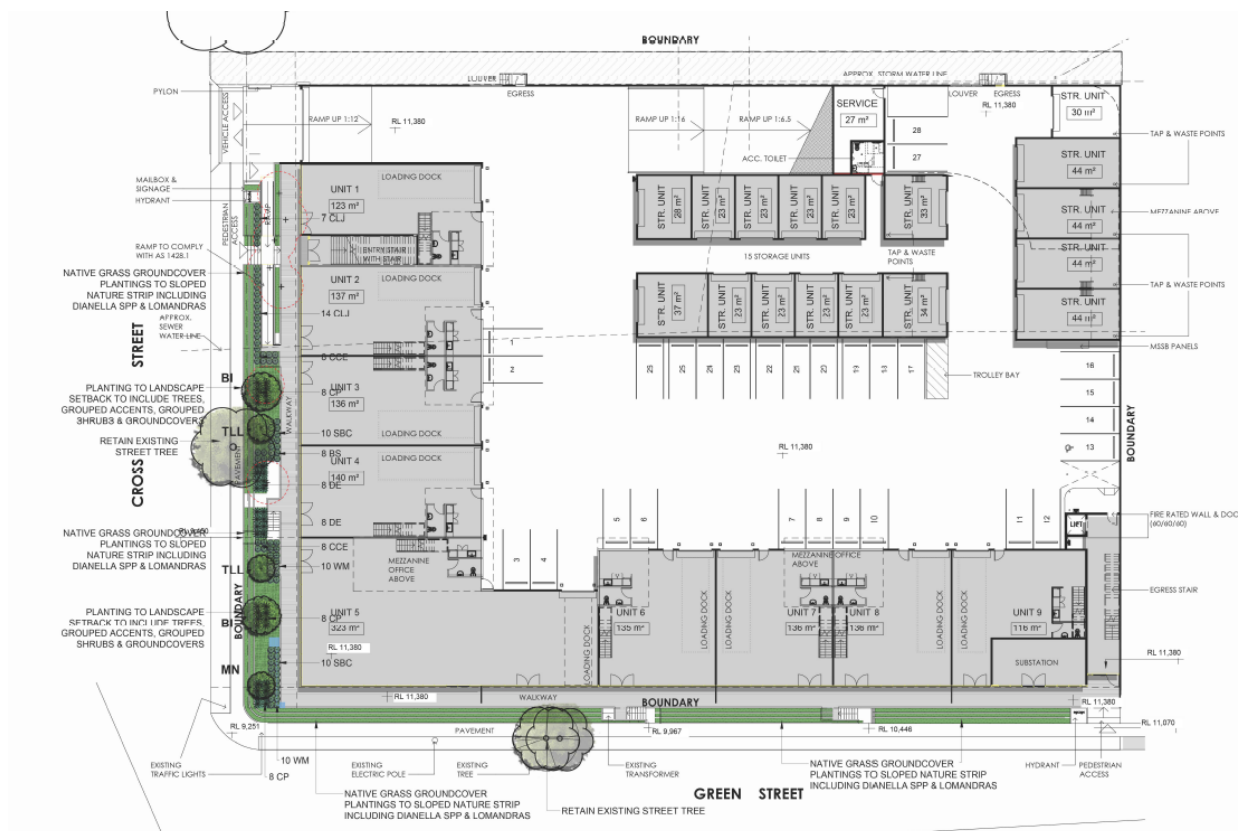 BOUNDARY
LOUVER
EGRESS
APPROX. STORM WATER LINE
LOUVER
EGRESS
RL 11,380
PYLON
VEHICLE ACCESS
RAMP UP 1:12
RL 11,380
RAMP UP 1:16
RAMP UP 1:6.5
SERVICE
27 m²
28
27
STR. UNIT
30 m²
TAP & WASTE POINTS
ACC. TOILET
STR. UNIT
44 m²
MAILBOX &
SIGNAGE
HYDRANT
PEDESTRIAN
ACCESS
UNIT 1
123 m²
7 CLJ
LOADING DOCK
ENTRY STAIR
WITH STAIR
STR. UNIT
28 m²
STR. UNIT
23 m²
STR. UNIT
23 m²
STR. UNIT
23 m²
STR. UNIT
23 m²
STR. UNIT
33 m²
STR. UNIT
44 m²
MEZZANINE ABOVE
RAMP TO COMPLY
WITH AS 1428.1
15 STORAGE UNITS
TAP & WASTE
POINTS
STR. UNIT
44 m²
NATIVE GRASS GROUNDCOVER
PLANTINGS TO SLOPED
NATURE STRIP INCLUDING
DIANELLA SPP & LOMANDRAS
UNIT 2
137 m²
LOADING DOCK
14 CLJ
STR. UNIT
37 m²
STR. UNIT
23 m²
STR. UNIT
23 m²
STR. UNIT
23 m²
STR. UNIT
23 m²
STR. UNIT
34 m²
STR. UNIT
44 m²
TAP & WASTE POINTS
APPROX.
SEWER
WATER LINE
CROSS STREET
MSSB PANELS
8 CCE
1
2
25
24
23
22
21
20
19
18
17
TROLLEY BAY
16
15
14
13
BOUNDARY
BI
PLANTING TO LANDSCAPE
SETBACK TO INCLUDE TREES,
GROUPED ACCENTS, GROUPED
SHRUBS & GROUNDCOVERS
UNIT 3
136 m²
8 CP
WALKWAY
LOADING DOCK
TLL
10 SBC
RETAIN EXISTING
STREET TREE
PAVEMENT
8 BS
UNIT 4
140 m²
LOADING DOCK
RL 11,380
8 DE
8 DE
5
6
7
8
9
10
11
12
FIRE RATED WALL & DOO
(60/60/60)
LIFT
NATIVE GRASS GROUNDCOVER
PLANTINGS TO SLOPED
NATURE STRIP INCLUDING
DIANELLA SPP & LOMANDRAS
8 CCE
MEZZANINE
OFFICE
ABOVE
3
4
MEZZANINE OFFICE
ABOVE
TLL
10 WM
BOUNDARY
EGRESS STAIR
PLANTING TO LANDSCAPE
SETBACK TO INCLUDE TREES,
GROUPED ACCENTS, GROUPED
SHRUBS & GROUNDCOVERS
BI
8 CP
UNIT 5
323 m²
RL 11,380
LOADING DOCK
UNIT 6
135 m²
LOADING DOCK
UNIT 7
136 m²
UNIT 8
136 m²
LOADING DOCK
LOADING DOCK
UNIT 9
116 m²
SUBSTATION
RL 11,380
MN
10 SBC
RL 11,380
WALKWAY
BOUNDARY
RL 11,380
RL 11,070
RL 9,251
PAVEMENT
RL 9,967
RL 10,446
EXISTING
TRAFFIC LIGHTS
10 WM
8 CP
EXISTING
ELECTRIC POLE
EXISTING
TREE
EXISTING
TRANSFORMER
NATIVE GRASS GROUNDCOVER
PLANTINGS TO SLOPED NATURE STRIP
INCLUDING DIANELLA SPP & LOMANDRAS
HYDRANT
PEDESTRIAN
ACCESS
NATIVE GRASS GROUNDCOVER
PLANTINGS TO SLOPED NATURE STRIP
INCLUDING DIANELLA SPP & LOMANDRAS
RETAIN EXISTING STREET TREE
GREEN STREET